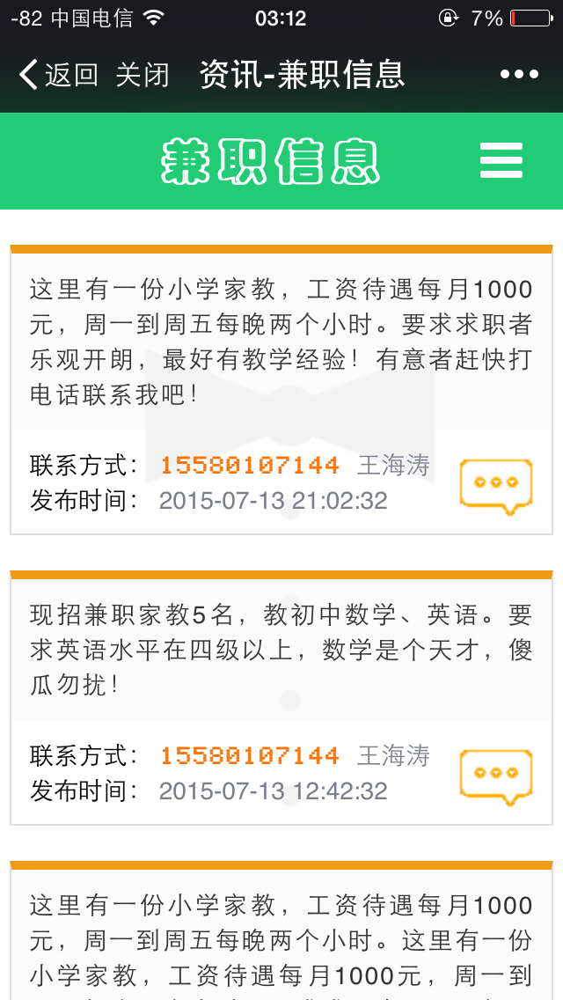 -82 中国电信 03:12 7%
返回 关闭 资讯-兼职信息
兼职信息
这里有一份小学家教，工资待遇每月1000
元，周一到周五每晚两个小时。要求求职者
乐观开朗，最好有教学经验！有意者赶快打
电话联系我吧！
联系方式： 15580107144 王海涛
发布时间： 2015-07-13 21:02:32
现招兼职家教5名，教初中数学、英语。要
求英语水平在四级以上，数学是个天才，傻
瓜勿扰！
联系方式： 15580107144 王海涛
发布时间： 2015-07-13 12:42:32
这里有一份小学家教，工资待遇每月1000
元，周一到周五每晚两个小时。这里有一份
小学家教，工资待遇每月1000元，周一到